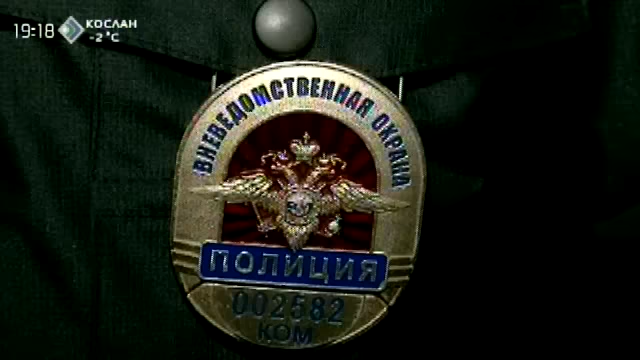 19:18 КОСЛАН
-2°C
ВНЕВЕДОМСТВЕННАЯ ОХРАНА
ПОЛИЦИЯ
002582
КОМ